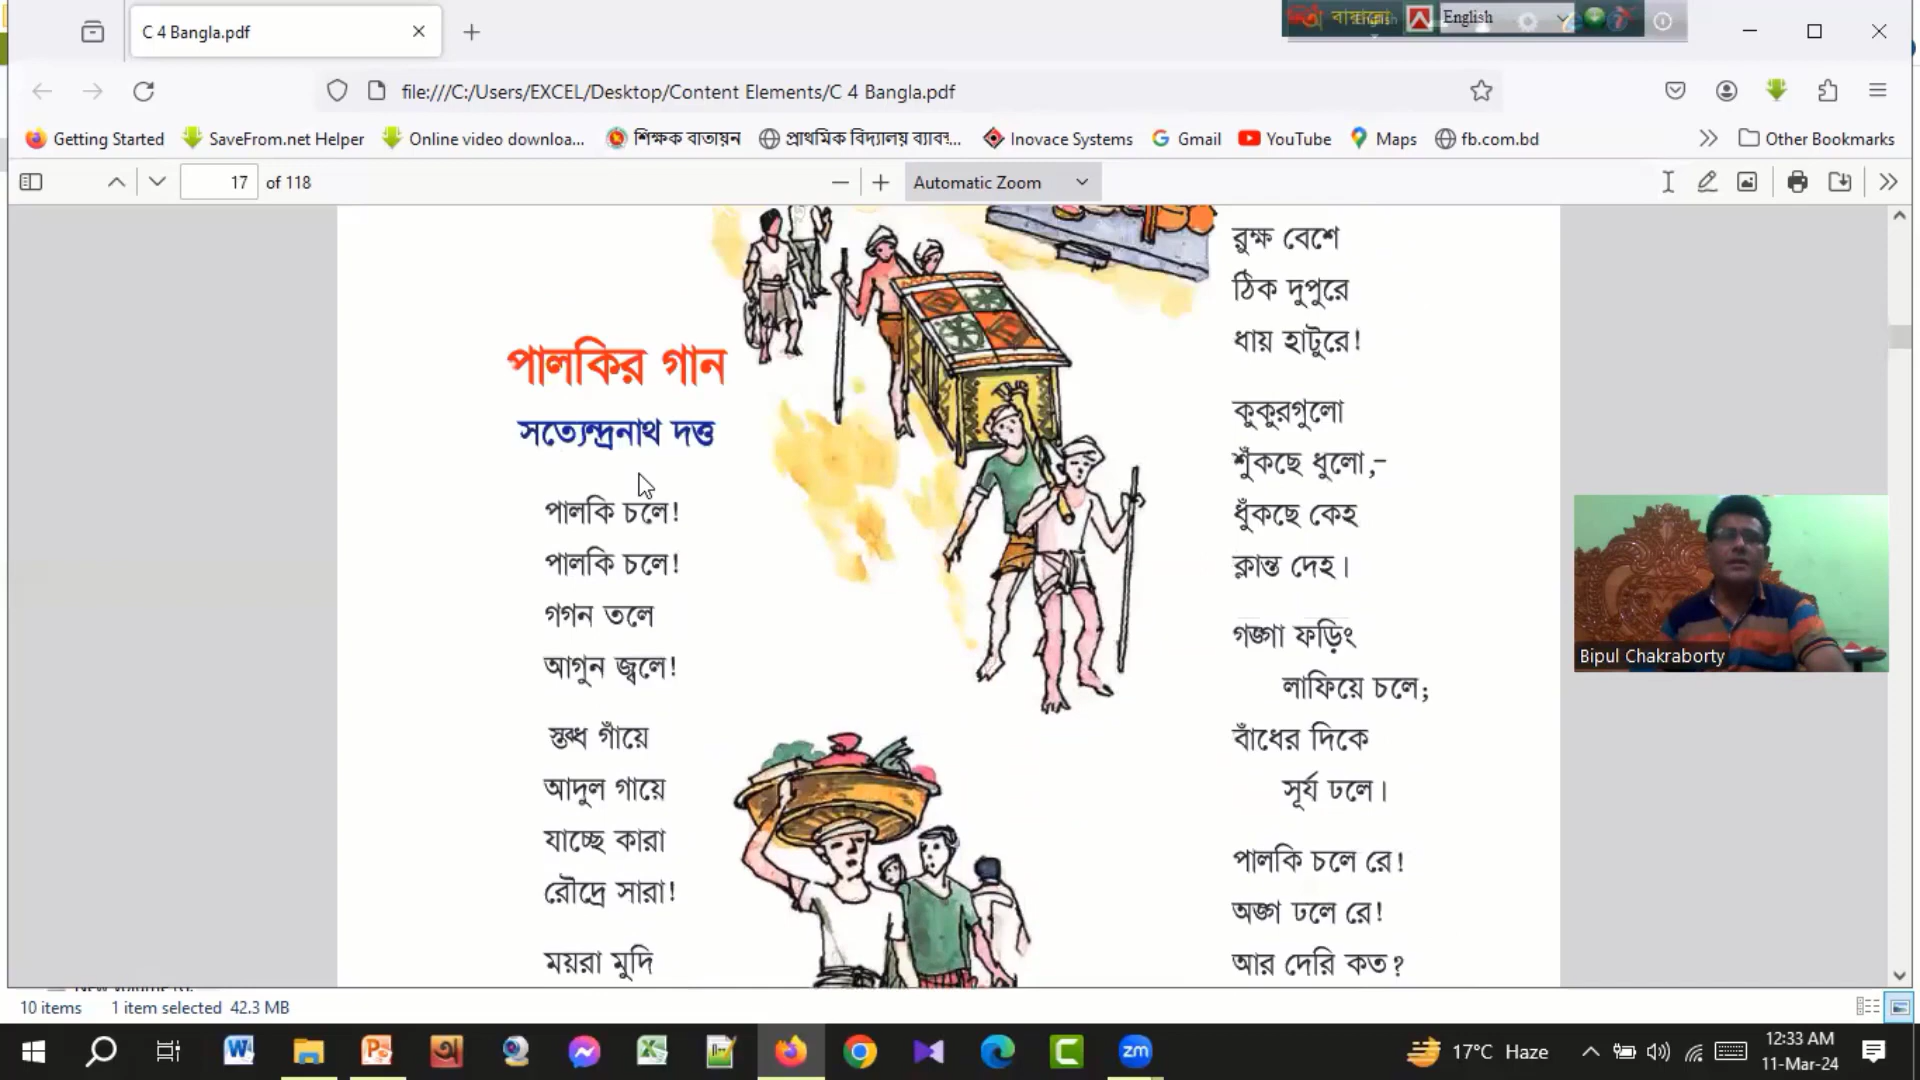 C 4 Bangla.pdf
English
file:///C:/Users/EXCEL/Desktop/Content Elements/C 4 Bangla.pdf
Getting Started
SaveFrom.net Helper
Online video downloa...
শিক্ষক বাতায়ন
প্রাথমিক বিদ্যালয় ব্যাবস্...
Inovace Systems
Gmail
YouTube
Maps
fb.com.bd
Other Bookmarks
17 of 118
Automatic Zoom
পালকির গান
সত্যেন্দ্রনাথ দত্ত
পালকি চলে!
পালকি চলে!
গগন তলে
আগুন জ্বলে!
স্তব্ধ গাঁয়ে
আদুল গায়ে
যাচ্ছে কারা
রৌদ্রে সারা!
ময়রা মুদি
রুক্ষ বেশে
ঠিক দুপুরে
ধায় হাটুরে!
কুকুরগুলো
শুঁকছে ধুলো,-
ধুঁকছে কেহ
ক্লান্ত দেহ।
গঙ্গা ফড়িং
লাফিয়ে চলে;
বাঁধের দিকে
সূর্য ঢলে।
পালকি চলে রে!
অঙ্গ ঢলে রে!
আর দেরি কত?
Bipul Chakraborty
10 items
1 item selected 42.3 MB
17°C Haze
12:33 AM
11-Mar-24